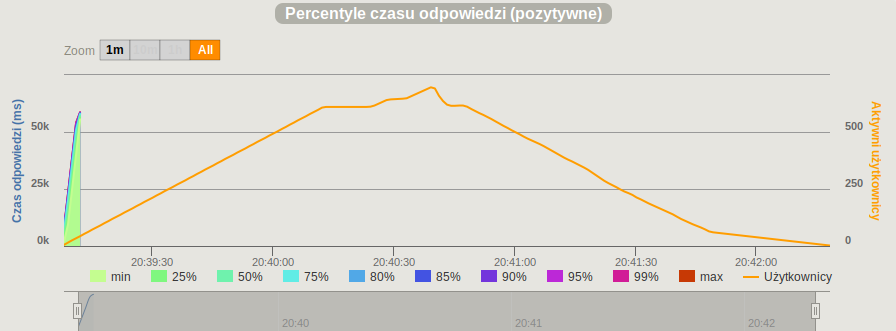 Percentyle czasu odpowiedzi (pozytywne)
Zoom 1m 10m 1h All
Czas odpowiedzi (ms)
50k
25k
0k
500
250
0
Aktywni użytkownicy
20:39:30 20:40:00 20:40:30 20:41:00 20:41:30 20:42:00
min 25% 50% 75% 80% 85% 90% 95% 99% max Użytkownicy
20:40 20:41 20:42